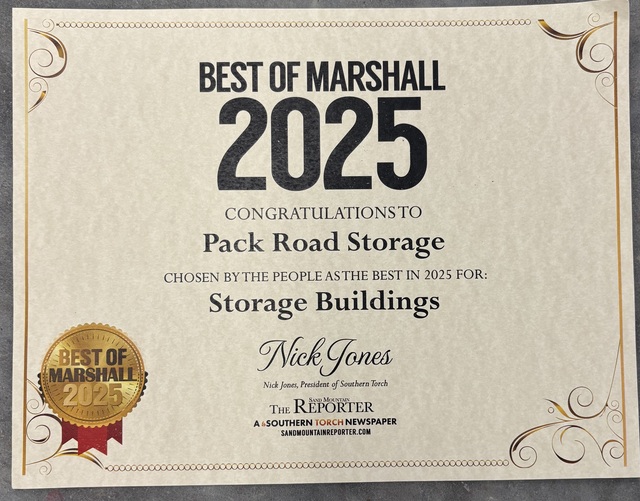 BEST OF MARSHALL
2025
CONGRATULATIONS TO
Pack Road Storage
CHOSEN BY THE PEOPLE AS THE BEST IN 2025 FOR:
Storage Buildings
Nick Jones
Nick Jones, President of Southern Torch
SAND MOUNTAIN
THE REPORTER
A SOUTHERN TORCH NEWSPAPER
SANDMOUNTAINREPORTER.COM
BEST OF
MARSHALL
2025